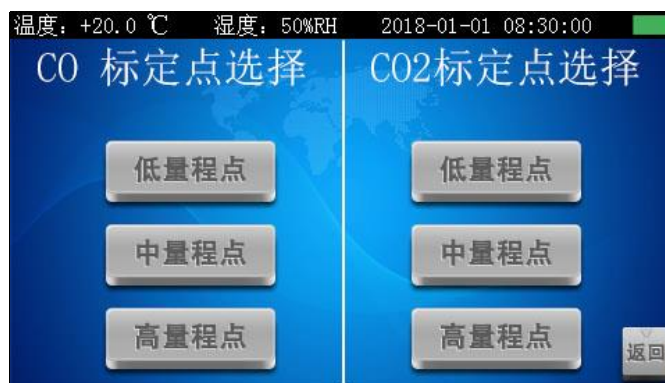 温度：+20.0 ℃ 湿度：50%RH 2018-01-01 08:30:00
CO 标定点选择
低量程点
中量程点
高量程点
CO2标定点选择
低量程点
中量程点
高量程点
返回